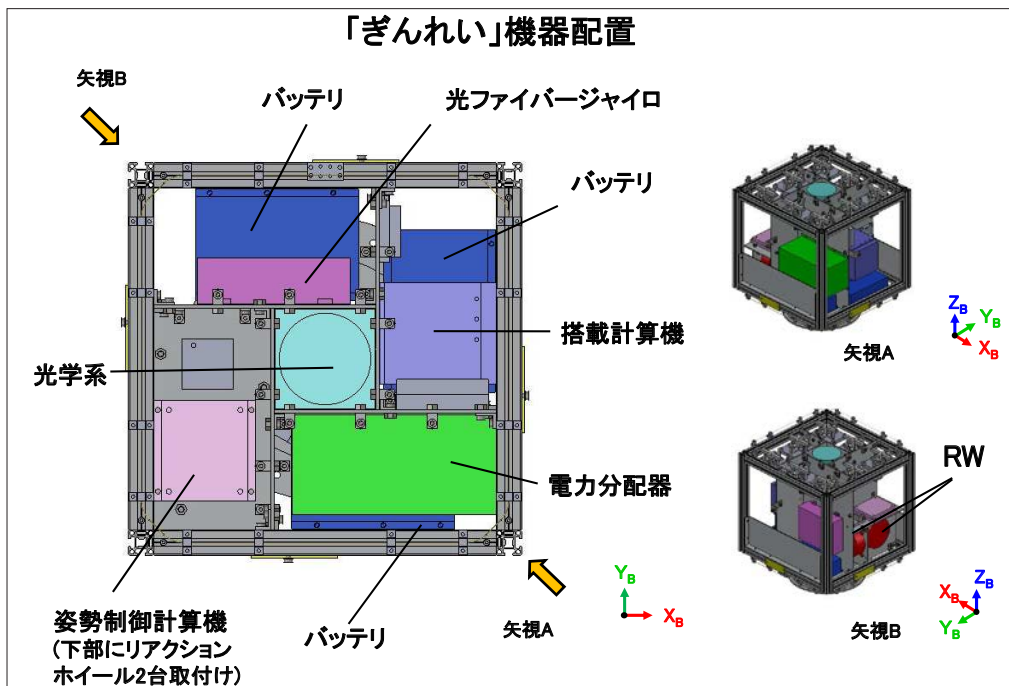 「ぎんれい」機器配置
矢視B
バッテリ
光ファイバージャイロ
バッテリ
搭載計算機
光学系
電力分配器
姿勢制御計算機
(下部にリアクション
ホイール2台取付け)
バッテリ
矢視A
YB
XB
ZB
YB
XB
矢視A
RW
ZB
XB
YB
矢視B